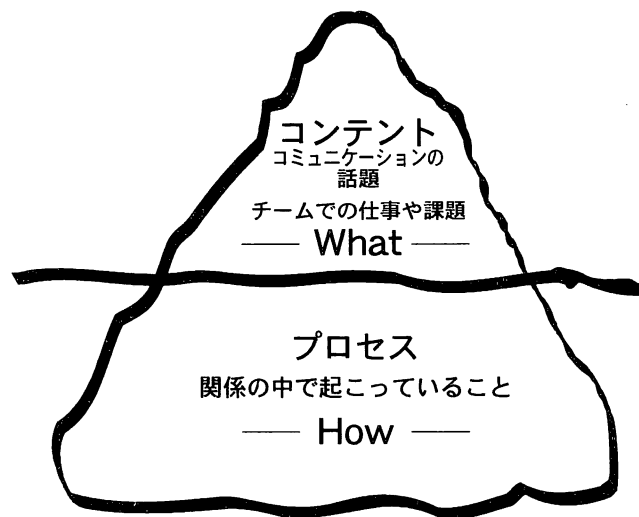 コンテント
コミュニケーションの
話題
チームでの仕事や課題
── What ──
プロセス
関係の中で起こっていること
── How ──